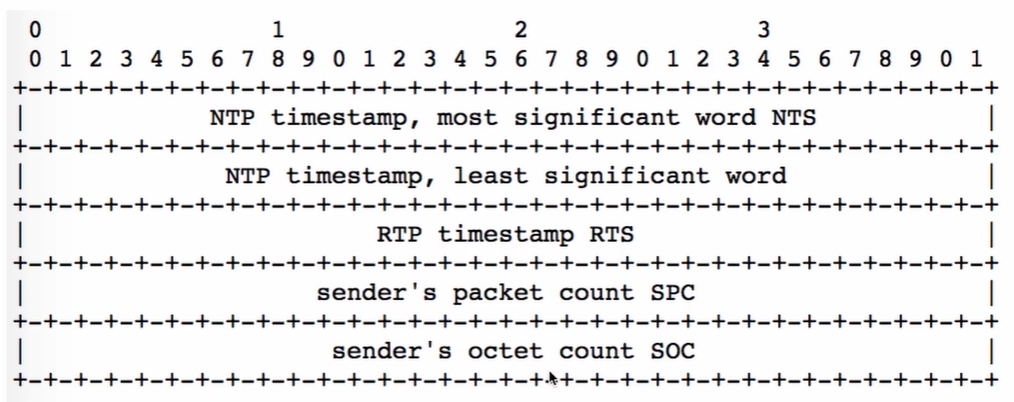 0 1 2 3
0 1 2 3 4 5 6 7 8 9 0 1 2 3 4 5 6 7 8 9 0 1 2 3 4 5 6 7 8 9 0 1
+-+-+-+-+-+-+-+-+-+-+-+-+-+-+-+-+-+-+-+-+-+-+-+-+-+-+-+-+-+-+-+-+
| NTP timestamp, most significant word NTS |
+-+-+-+-+-+-+-+-+-+-+-+-+-+-+-+-+-+-+-+-+-+-+-+-+-+-+-+-+-+-+-+-+
| NTP timestamp, least significant word |
+-+-+-+-+-+-+-+-+-+-+-+-+-+-+-+-+-+-+-+-+-+-+-+-+-+-+-+-+-+-+-+-+
| RTP timestamp RTS |
+-+-+-+-+-+-+-+-+-+-+-+-+-+-+-+-+-+-+-+-+-+-+-+-+-+-+-+-+-+-+-+-+
| sender's packet count SPC |
+-+-+-+-+-+-+-+-+-+-+-+-+-+-+-+-+-+-+-+-+-+-+-+-+-+-+-+-+-+-+-+-+
| sender's octet count SOC |
+-+-+-+-+-+-+-+-+-+-+-+-+-+-+-+-+-+-+-+-+-+-+-+-+-+-+-+-+-+-+-+-+